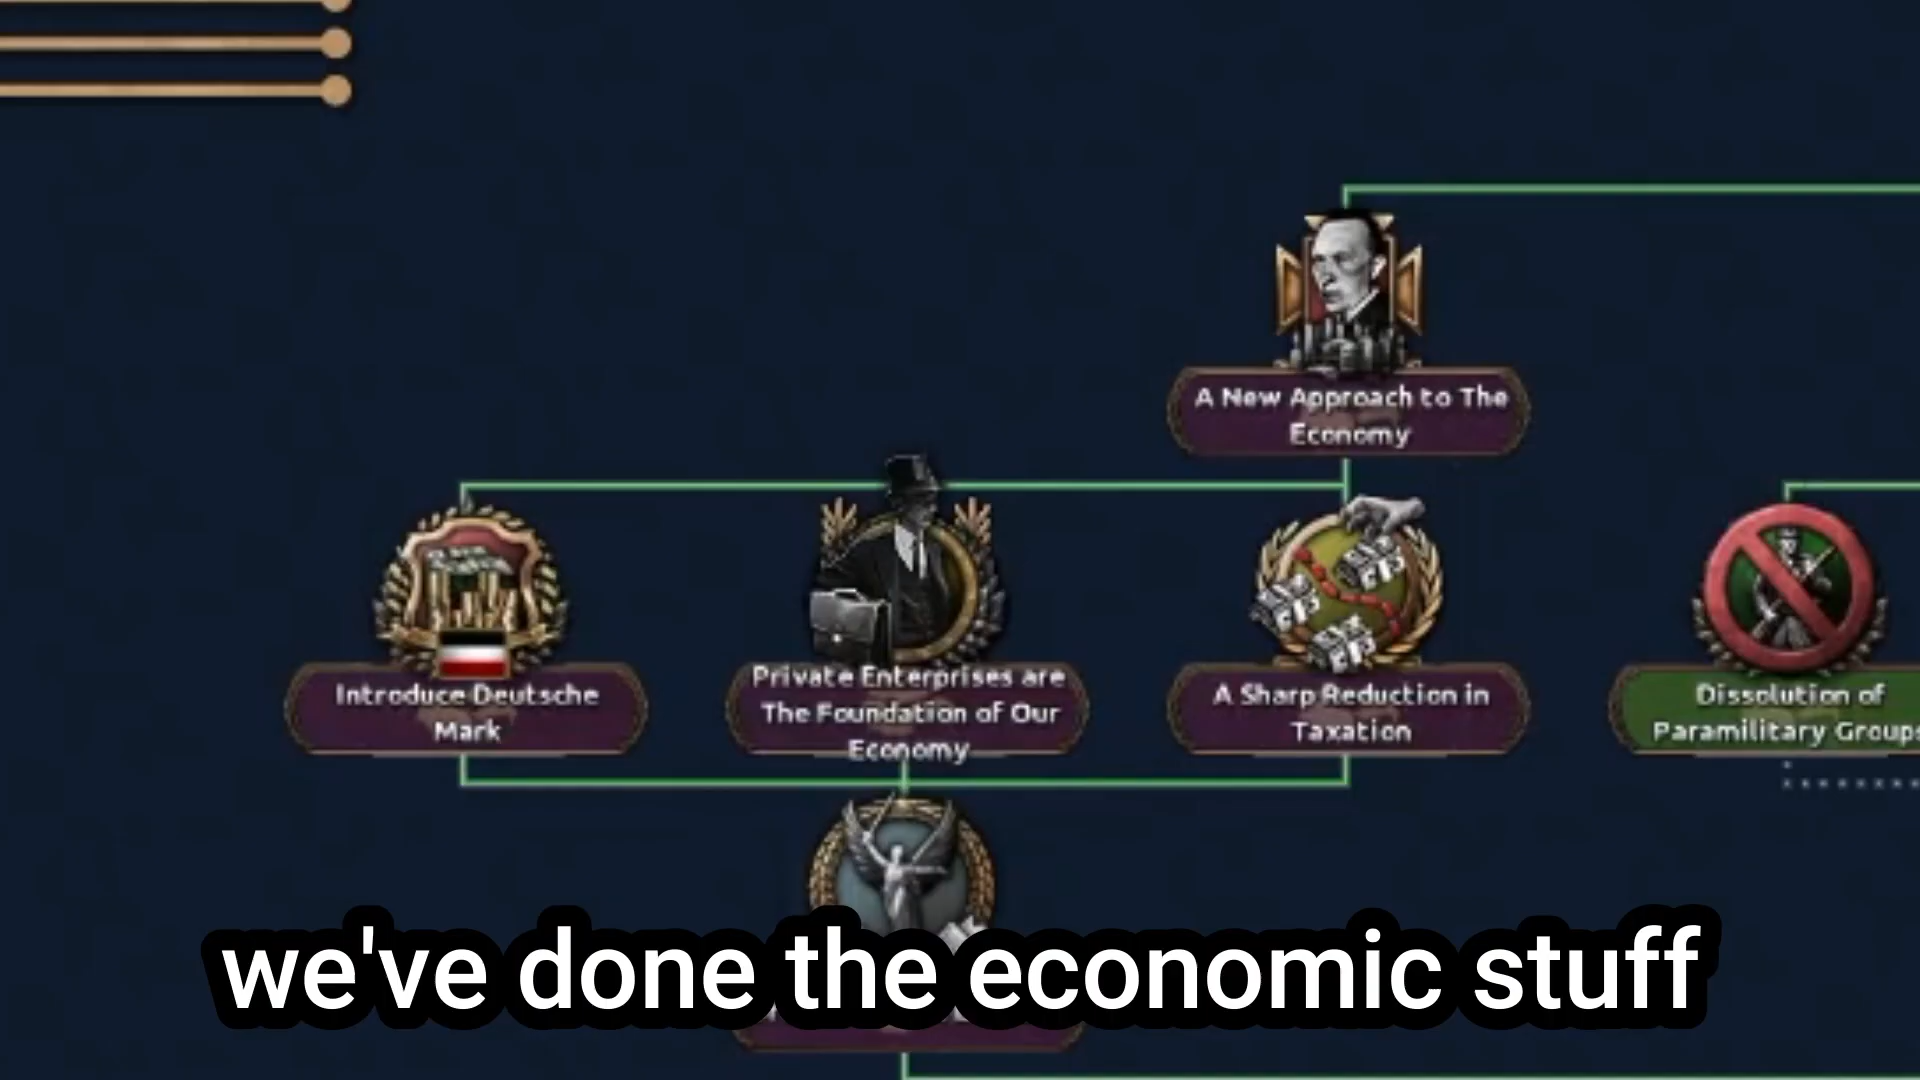 A New Approach to The
Economy
Introduce Deutsche
Mark
Private Enterprises are
The Foundation of Our
Economy
A Sharp Reduction in
Taxation
Dissolution of
Paramilitary Groups
we've done the economic stuff